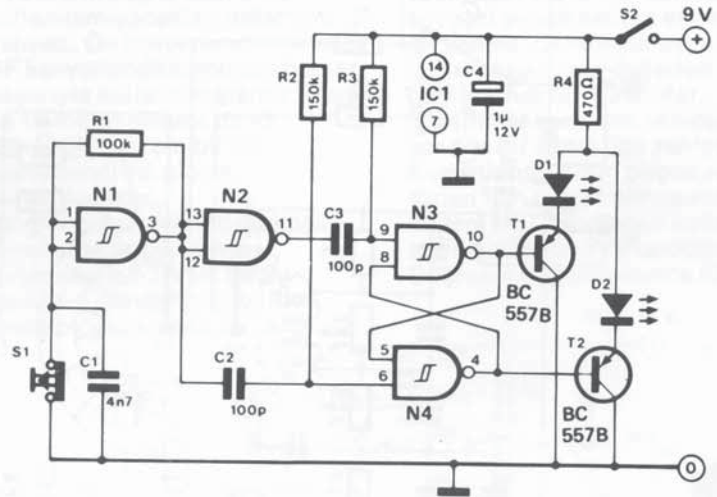 S2
9 V
+
R2
150k
R3
150k
14
IC1
7
C4
1µ
12V
R4
470Ω
R1
100k
D1
N1
N2
N3
T1
1
2
3
13
12
11
C3
100p
9
8
10
BC
557B
D2
T2
S1
C1
4n7
C2
100p
5
6
4
N4
BC
557B
0